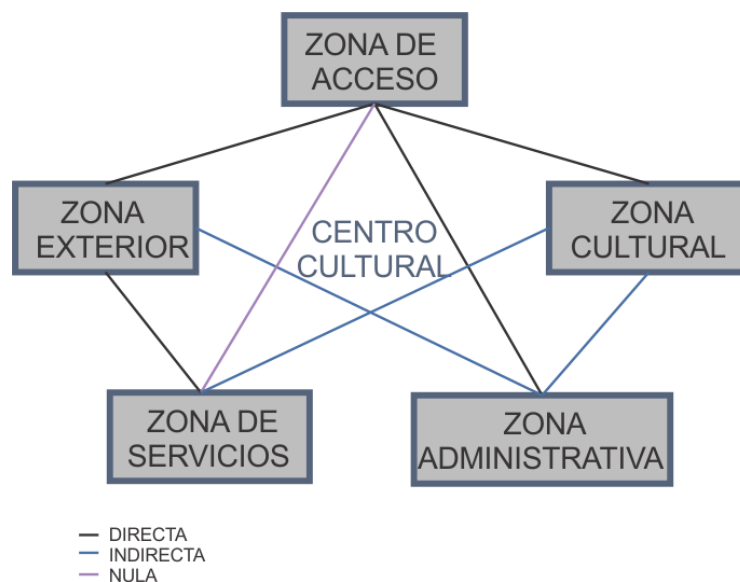 ZONA DE
ACCESO
ZONA
EXTERIOR
CENTRO
CULTURAL
ZONA
CULTURAL
ZONA DE
SERVICIOS
ZONA
ADMINISTRATIVA
DIRECTA
INDIRECTA
NULA